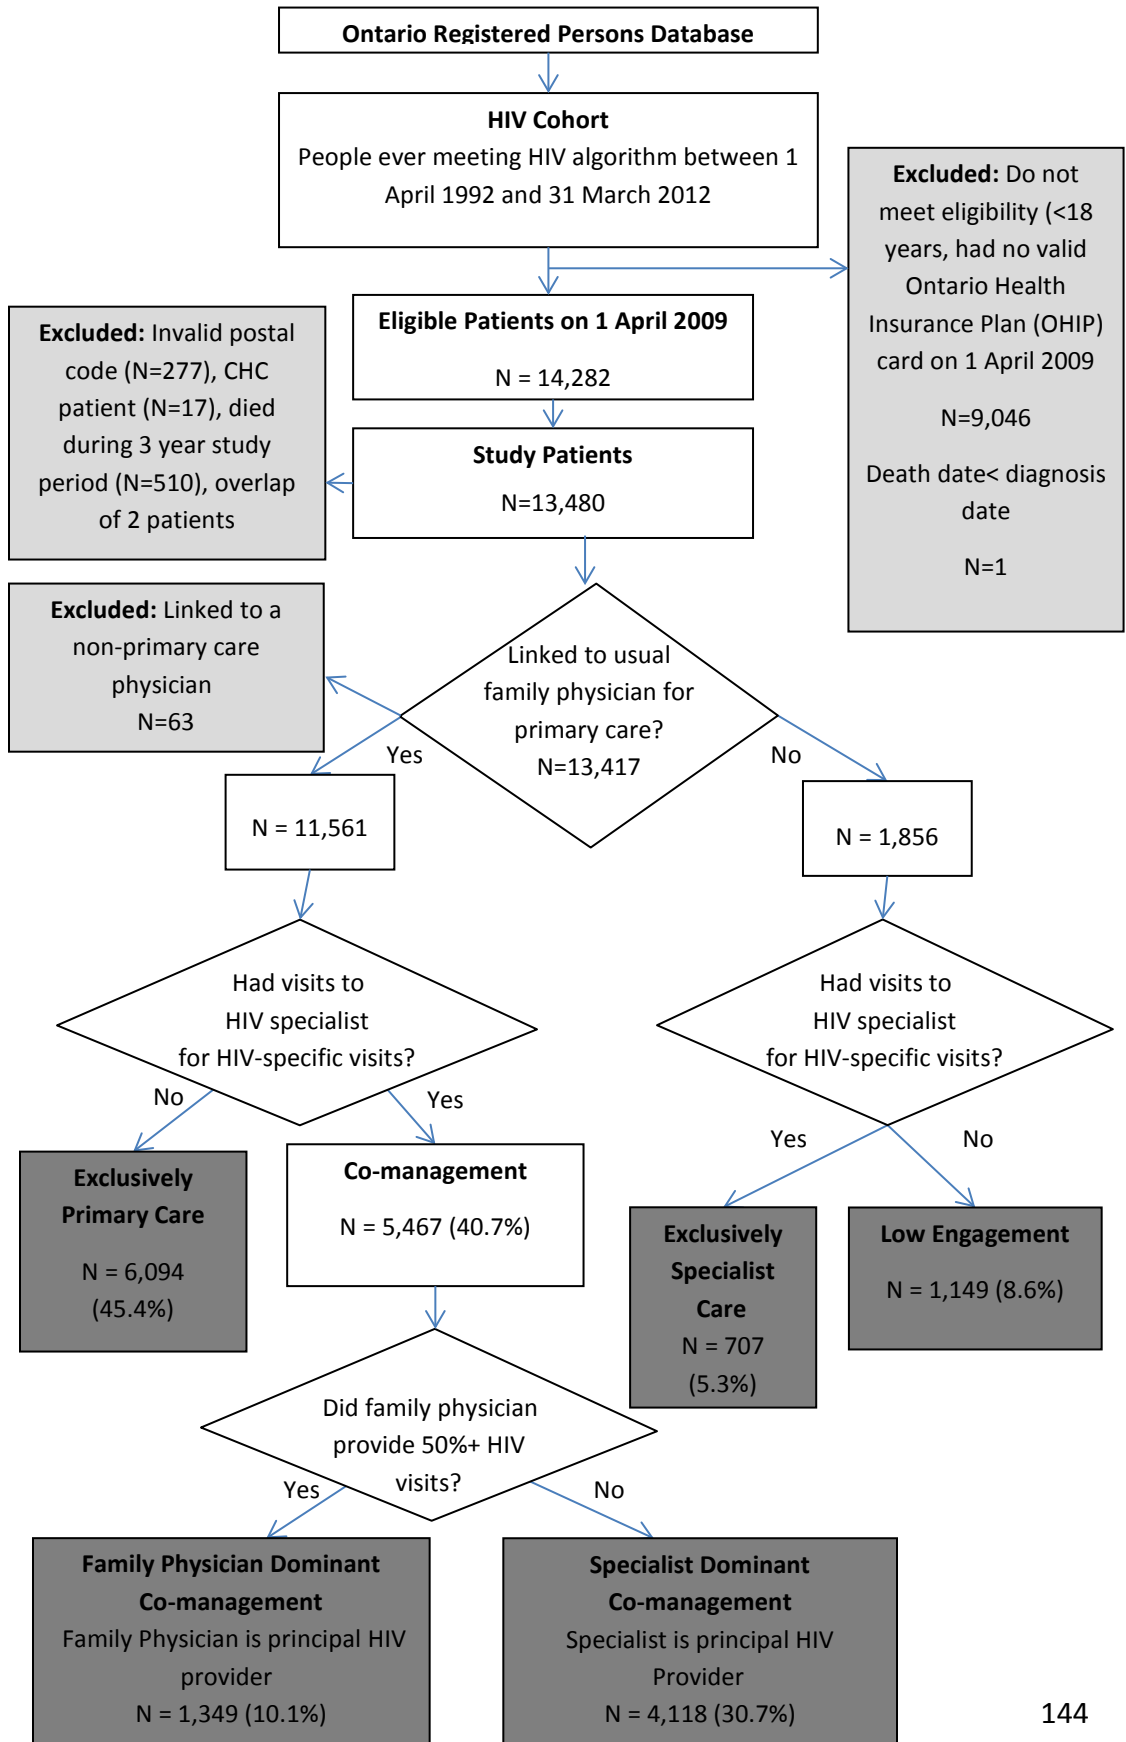 Ontario Registered Persons Database
HIV Cohort
People ever meeting HIV algorithm between 1
April 1992 and 31 March 2012
Excluded: Do not
meet eligibility (<18
years, had no valid
Ontario Health
Insurance Plan (OHIP)
card on 1 April 2009
N=9,046
Death date< diagnosis
date
N=1
Eligible Patients on 1 April 2009
N = 14,282
Excluded: Invalid postal
code (N=277), CHC
patient (N=17), died
during 3 year study
period (N=510), overlap
of 2 patients
Study Patients
N=13,480
Excluded: Linked to a
non-primary care
physician
N=63
Linked to usual
family physician for
primary care?
N=13,417
Yes
No
N = 11,561
N = 1,856
Had visits to
HIV specialist
for HIV-specific visits?
Had visits to
HIV specialist
for HIV-specific visits?
No
Yes
Yes
No
Exclusively
Primary Care
N = 6,094
(45.4%)
Co-management
N = 5,467 (40.7%)
Exclusively
Specialist
Care
N = 707
(5.3%)
Low Engagement
N = 1,149 (8.6%)
Did family physician
provide 50%+ HIV
visits?
Yes
No
Family Physician Dominant
Co-management
Family Physician is principal HIV
provider
N = 1,349 (10.1%)
Specialist Dominant
Co-management
Specialist is principal HIV
Provider
N = 4,118 (30.7%)
144